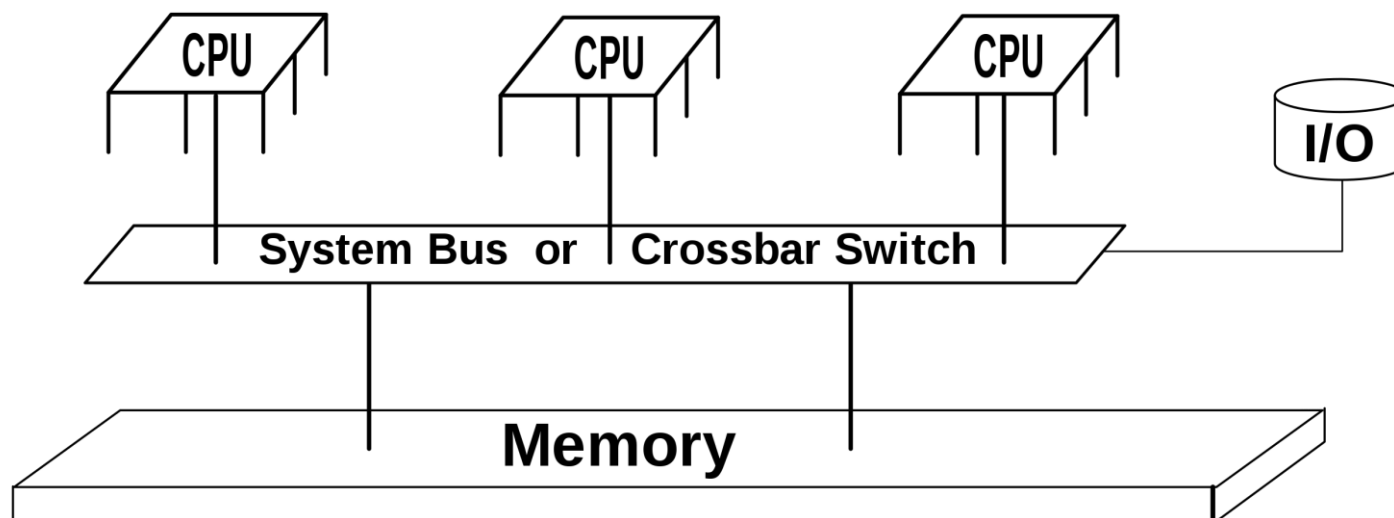 CPU
CPU
CPU
I/O
System Bus or Crossbar Switch
Memory